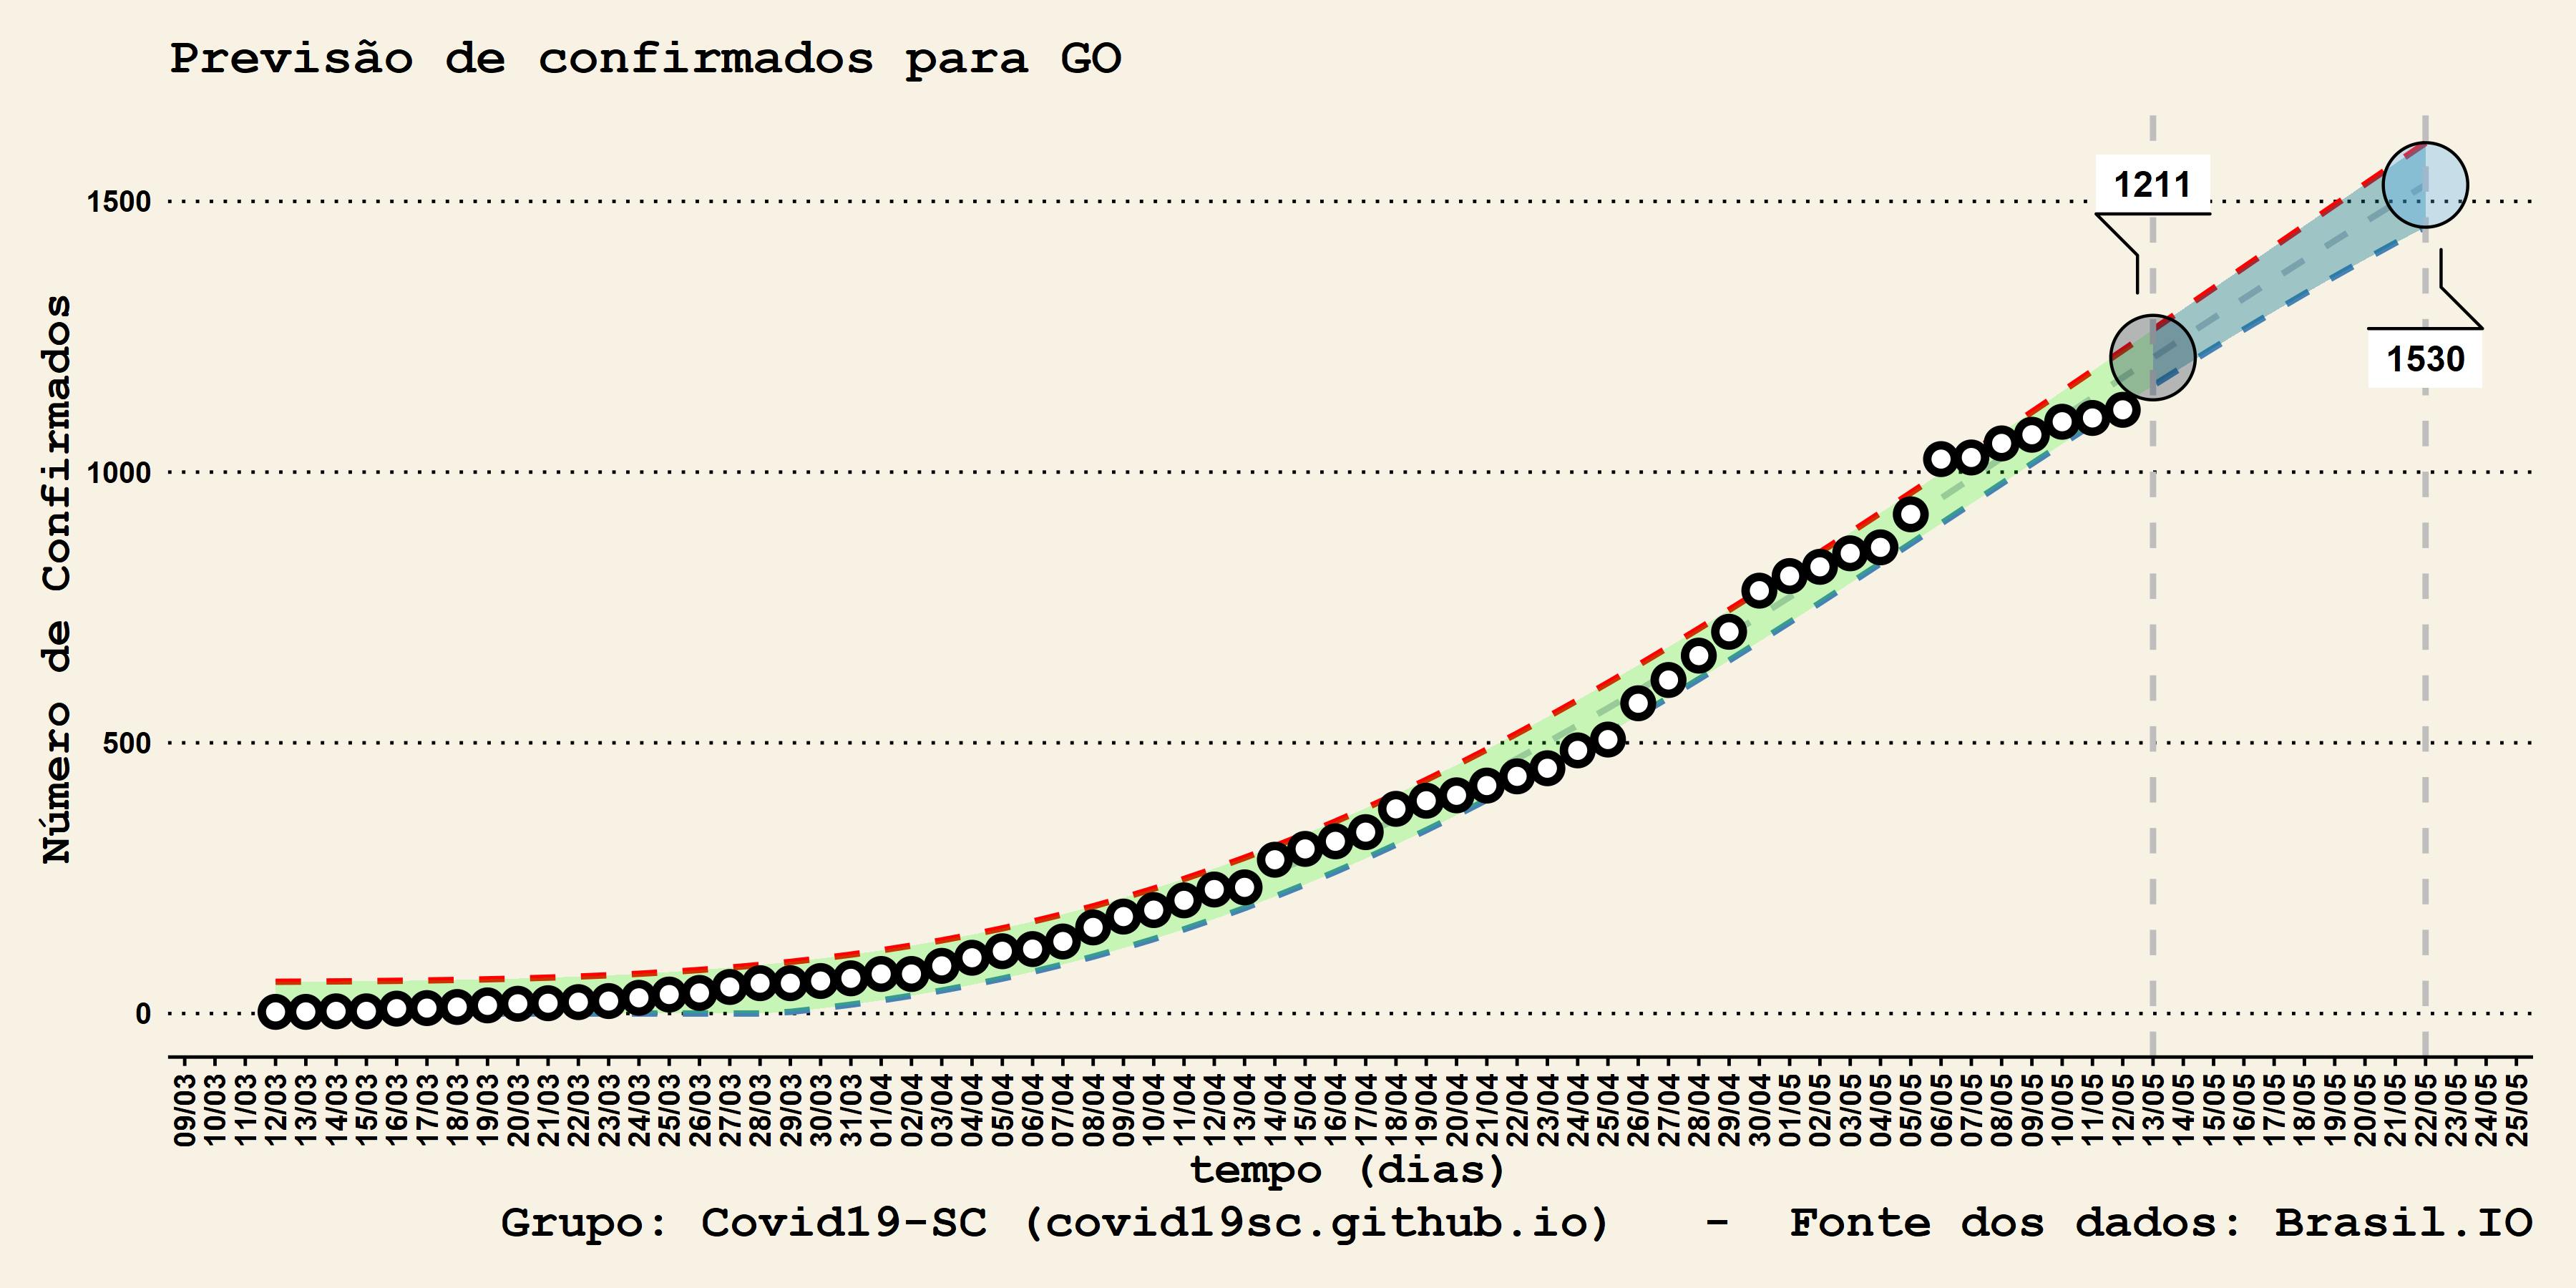 Previsão de confirmados para GO
Número de Confirmados
1500
1000
500
0
1211
1530
09/03 10/03 11/03 12/03 13/03 14/03 15/03 16/03 17/03 18/03 19/03 20/03 21/03 22/03 23/03 24/03 25/03 26/03 27/03 28/03 29/03 30/03 31/03 01/04 02/04 03/04 04/04 05/04 06/04 07/04 08/04 09/04 10/04 11/04 12/04 13/04 14/04 15/04 16/04 17/04 18/04 19/04 20/04 21/04 22/04 23/04 24/04 25/04 26/04 27/04 28/04 29/04 30/04 01/05 02/05 03/05 04/05 05/05 06/05 07/05 08/05 09/05 10/05 11/05 12/05 13/05 14/05 15/05 16/05 17/05 18/05 19/05 20/05 21/05 22/05 23/05 24/05 25/05
tempo (dias)
Grupo: Covid19-SC (covid19sc.github.io) - Fonte dos dados: Brasil.IO